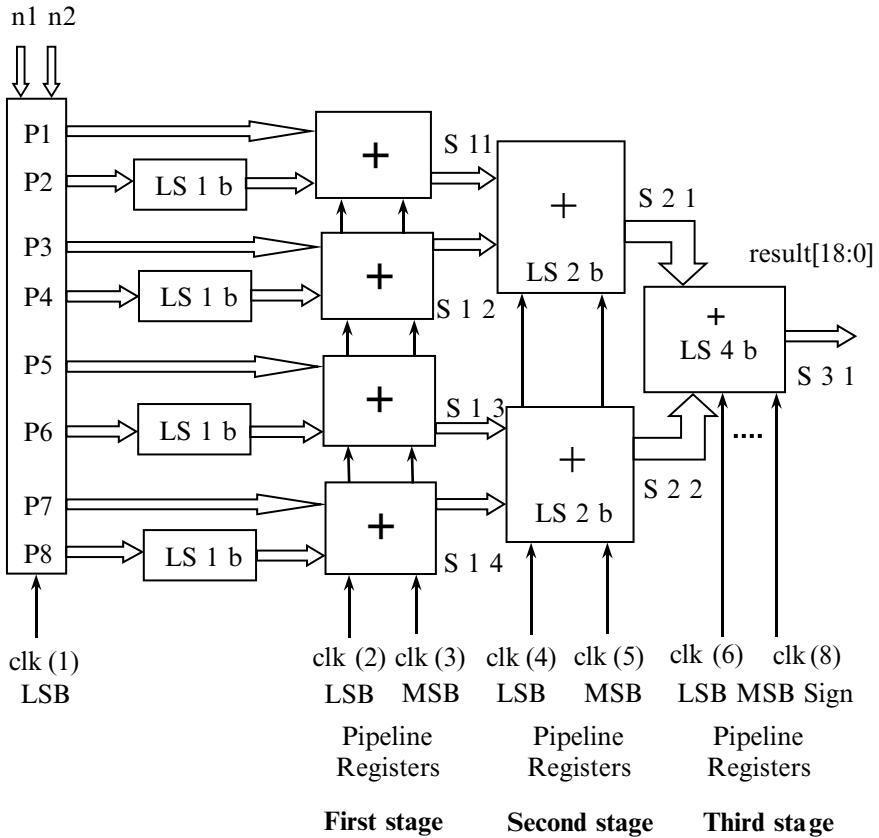 n1 n2
P1
+
S 11
P2
LS 1 b
+
S 2 1
P3
LS 2 b
result[18:0]
+
P4
LS 1 b
S 1 2
+
LS 4 b
P5
S 3 1
+
S 1 3
P6
LS 1 b
....
+
S 2 2
P7
LS 2 b
+
P8
LS 1 b
S 1 4
clk (1)
LSB
clk (2) clk (3)
LSB MSB
Pipeline
Registers
First stage
clk (4) clk (5)
LSB MSB
Pipeline
Registers
Second stage
clk (6) clk (8)
LSB MSB Sign
Pipeline
Registers
Third stage